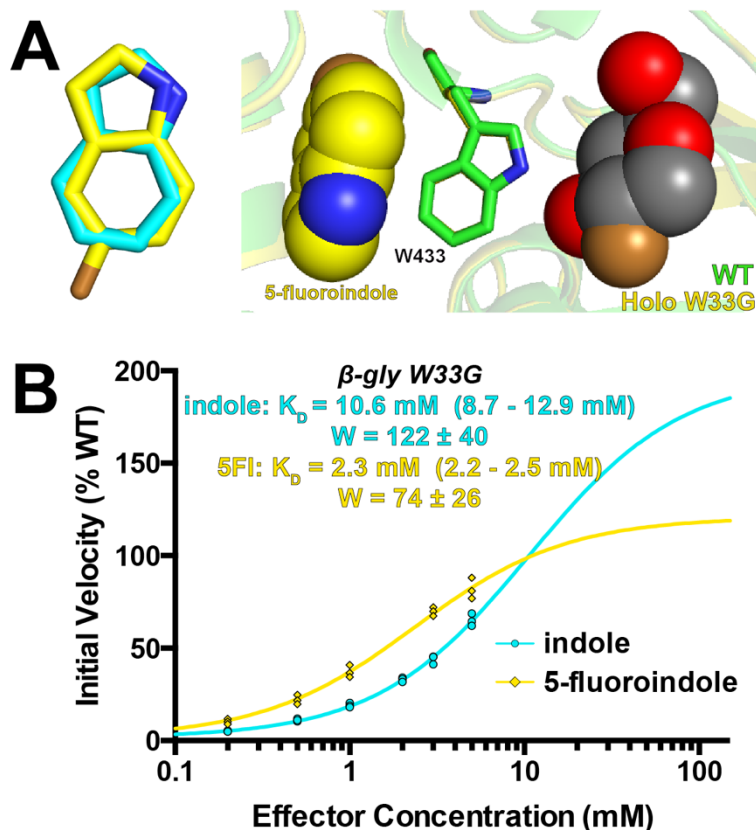 A
W433
5-fluoroindole
WT
Holo W33G
B
β-gly W33G
indole: KD = 10.6 mM (8.7 - 12.9 mM)
W = 122 ± 40
5FI: KD = 2.3 mM (2.2 - 2.5 mM)
W = 74 ± 26
Initial Velocity (% WT)
200
150
100
50
0
indole
5-fluoroindole
0.1
1
10
100
Effector Concentration (mM)